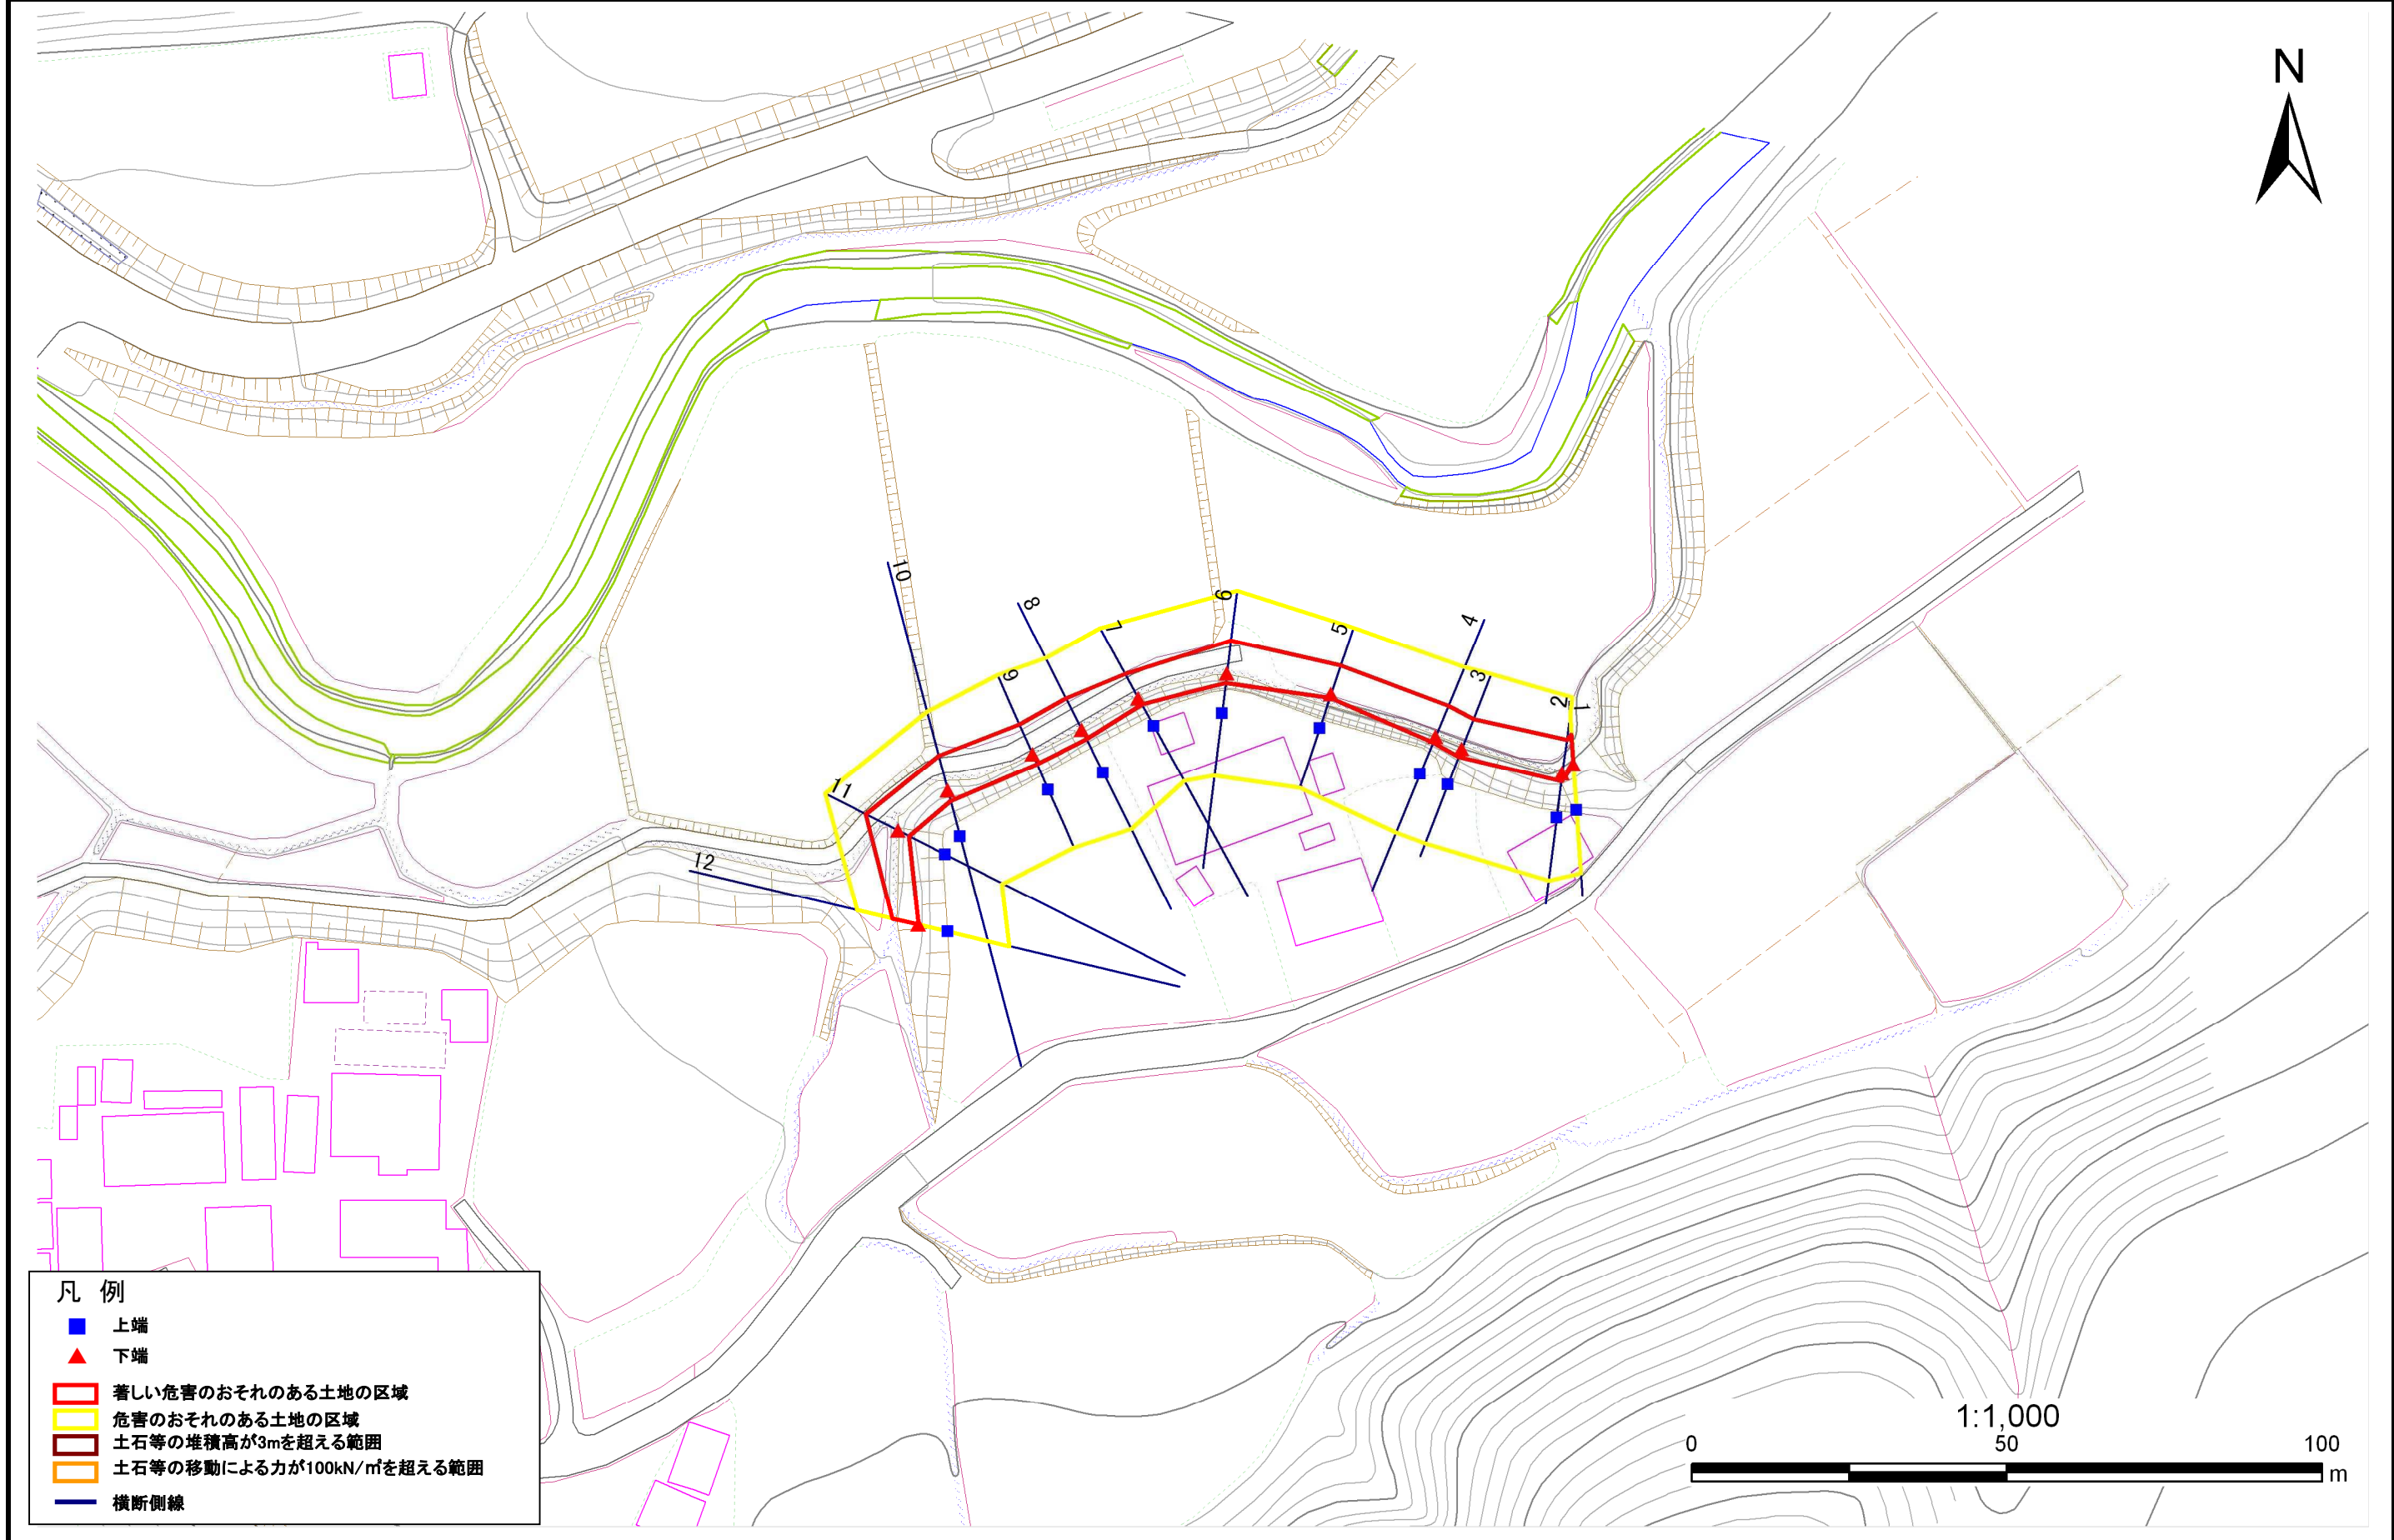 N
10
8
7
6
5
4
9
3
2
1
11
12
凡 例
上端
下端
著しい危害のおそれのある土地の区域
危害のおそれのある土地の区域
土石等の堆積高が3mを超える範囲
土石等の移動による力が100kN/㎡を超える範囲
横断側線
1:1,000
0 50 100
m